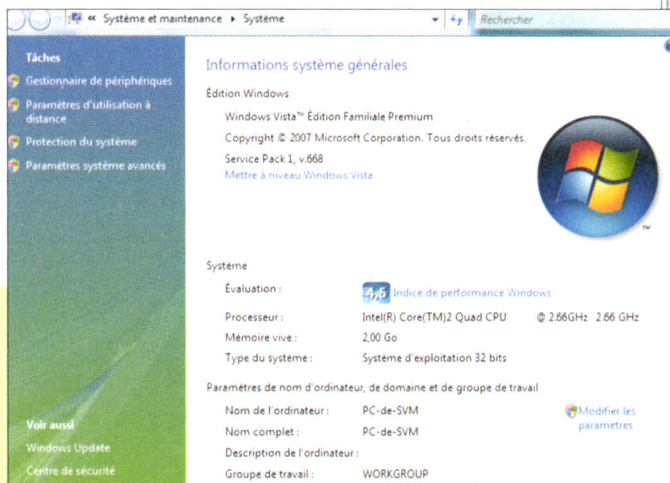 « Système et maintenance ▸ Système
Rechercher
Tâches
Gestionnaire de périphériques
Paramètres d'utilisation à
distance
Protection du système
Paramètres système avancés
Voir aussi
Windows Update
Centre de sécurité
Informations système générales
Édition Windows
Windows Vista™ Édition Familiale Premium
Copyright © 2007 Microsoft Corporation. Tous droits réservés.
Service Pack 1, v.668
Mettre à niveau Windows Vista
TM
Système
Évaluation : 4,5 Indice de performance Windows
Processeur : Intel(R) Core(TM)2 Quad CPU @ 2.66GHz 2.66 GHz
Mémoire vive : 2,00 Go
Type du système : Système d'exploitation 32 bits
Paramètres de nom d'ordinateur, de domaine et de groupe de travail
Nom de l'ordinateur : PC-de-SVM
Modifier les
paramètres
Nom complet : PC-de-SVM
Description de l'ordinateur :
Groupe de travail : WORKGROUP